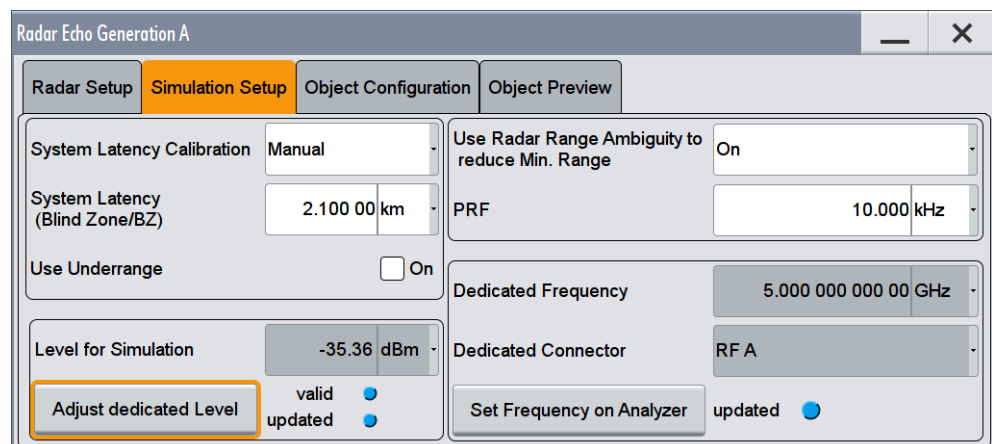 Radar Echo Generation A
Radar Setup
Simulation Setup
Object Configuration
Object Preview
System Latency Calibration
Manual
System Latency
(Blind Zone/BZ)
2.100 00 km
Use Underrange
On
Level for Simulation
-35.36 dBm
Adjust dedicated Level
valid
updated
Use Radar Range Ambiguity to
reduce Min. Range
On
PRF
10.000 kHz
Dedicated Frequency
5.000 000 000 00 GHz
Dedicated Connector
RF A
Set Frequency on Analyzer
updated